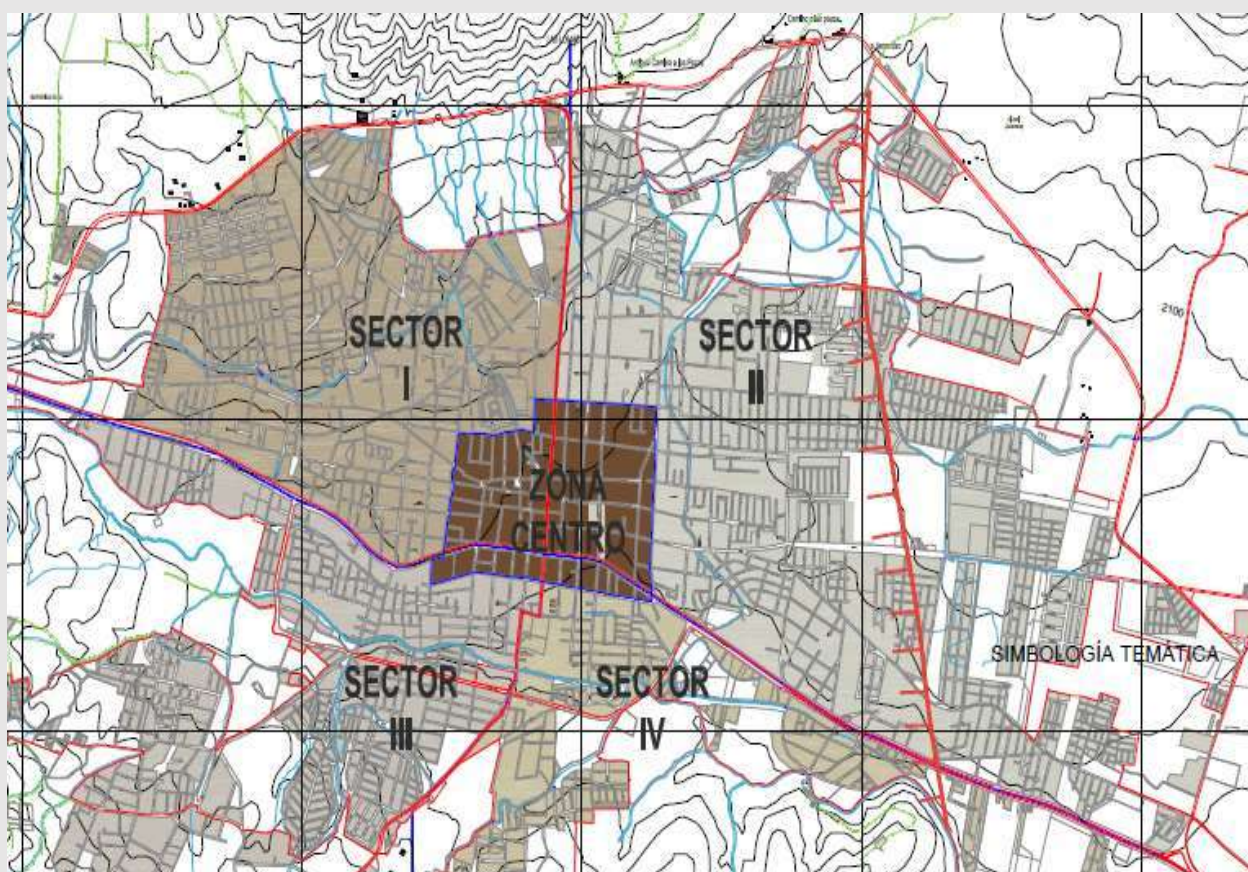 SECTOR
I
SECTOR
II
ZONA
CENTRO
2100
SIMBOLOGÍA TEMÁTICA
SECTOR
III
SECTOR
IV